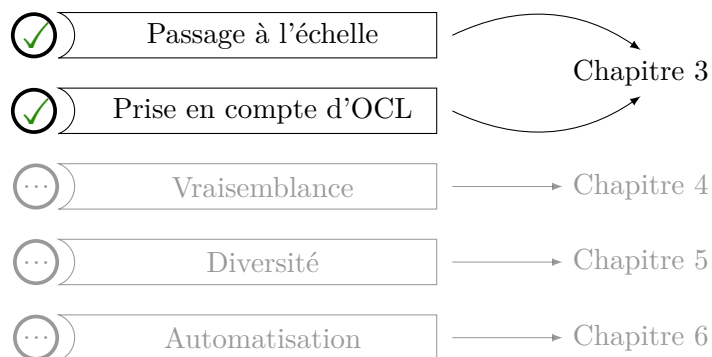 Passage à l'échelle
Chapitre 3
Prise en compte d'OCL
Vraisemblance
Chapitre 4
Diversité
Chapitre 5
Automatisation
Chapitre 6